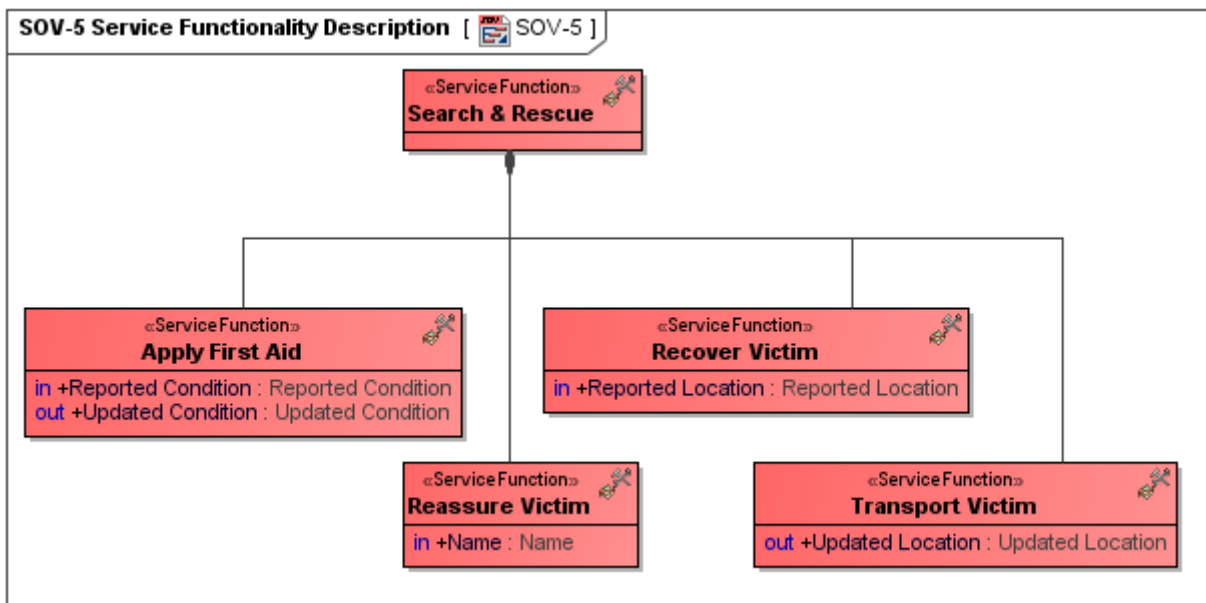 SOV-5 Service Functionality Description [ SOV-5 ]
«ServiceFunction»
Search & Rescue
«ServiceFunction»
Apply First Aid
in +Reported Condition : Reported Condition
out +Updated Condition : Updated Condition
«ServiceFunction»
Recover Victim
in +Reported Location : Reported Location
«ServiceFunction»
Reassure Victim
in +Name : Name
«ServiceFunction»
Transport Victim
out +Updated Location : Updated Location